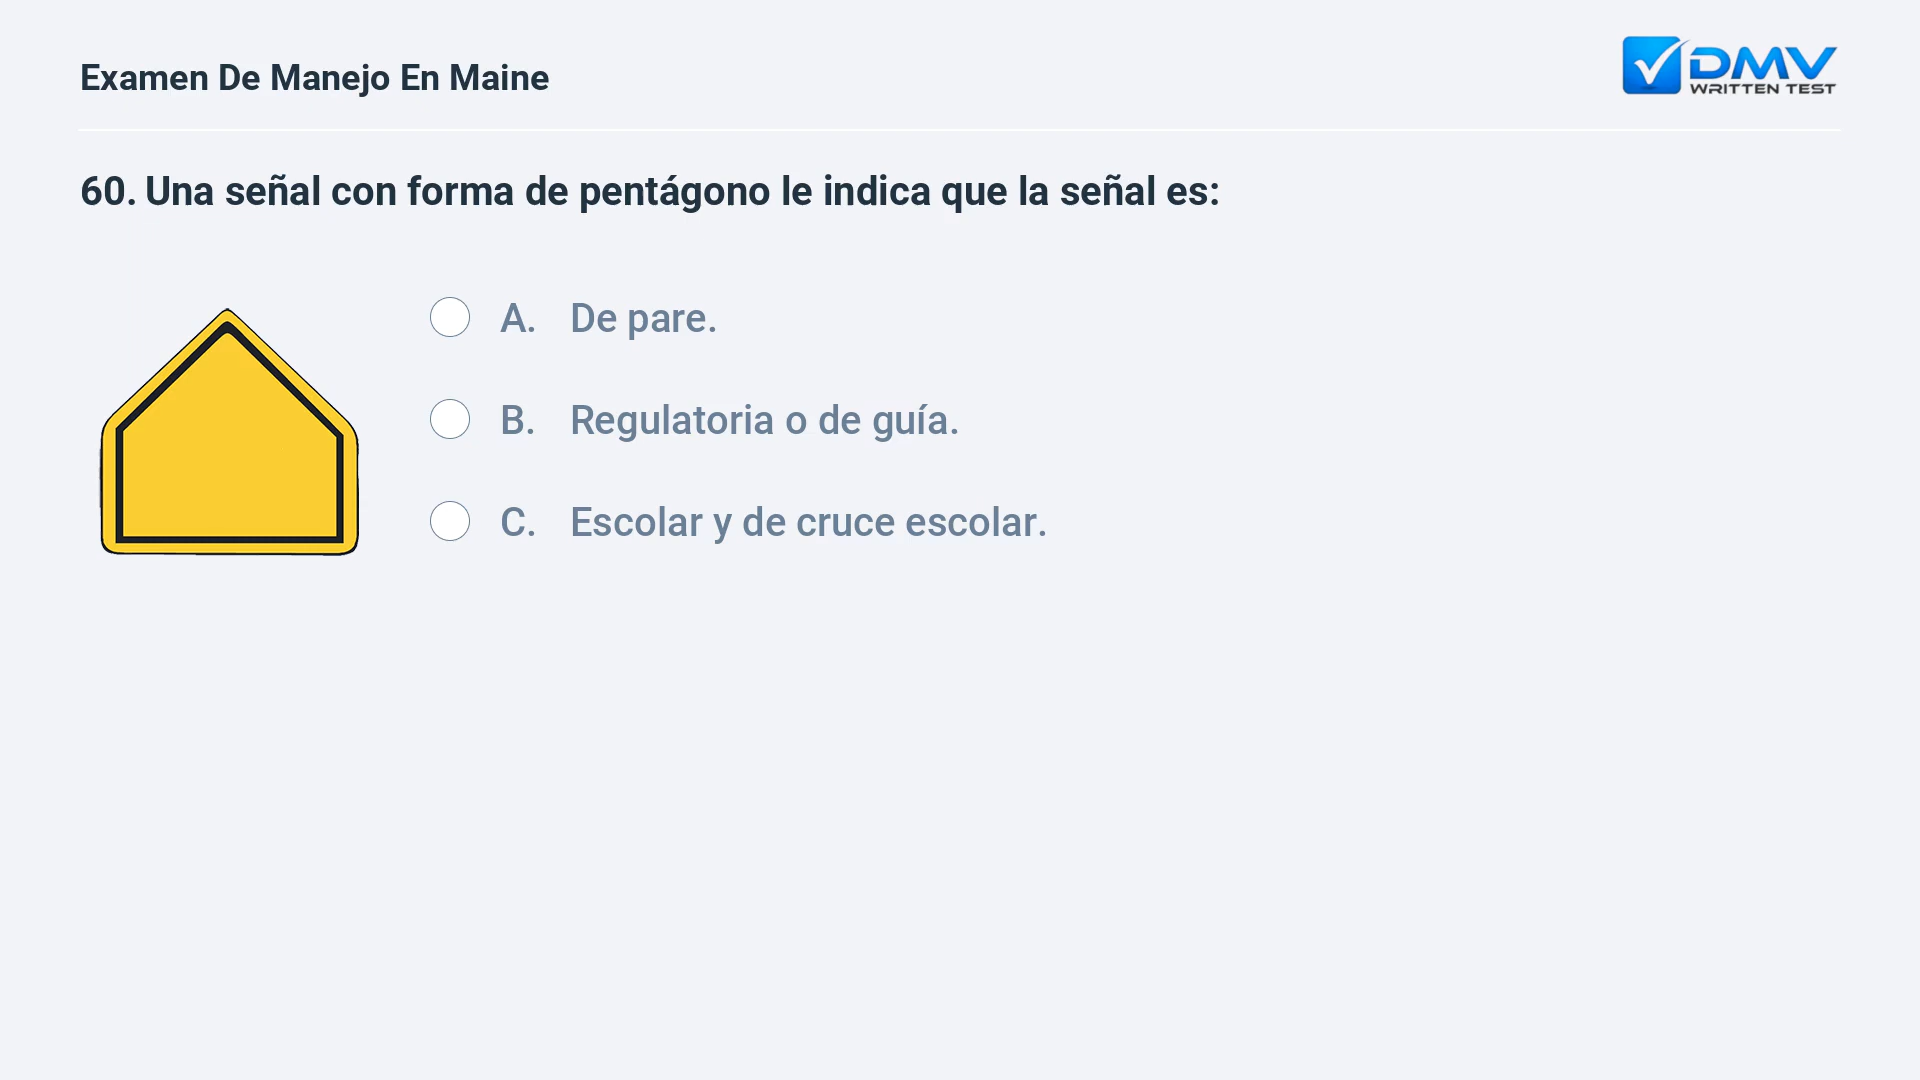 Examen De Manejo En Maine
DMV
WRITTEN TEST
60. Una señal con forma de pentágono le indica que la señal es:
A. De pare.
B. Regulatoria o de guía.
C. Escolar y de cruce escolar.